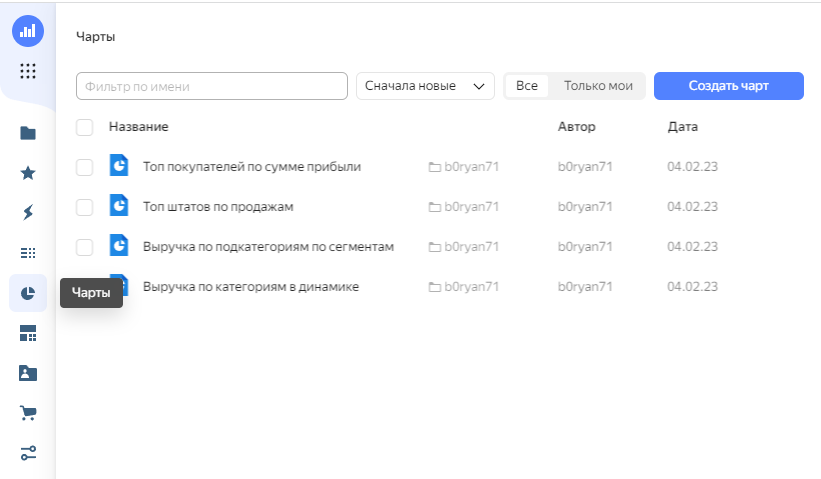 Чарты
Фильтр по имени Сначала новые Все Только мои Создать чарт
Название Автор Дата
Топ покупателей по сумме прибыли b0ryan71 b0ryan71 04.02.23
Топ штатов по продажам b0ryan71 b0ryan71 04.02.23
Выручка по подкатегориям по сегментам b0ryan71 b0ryan71 04.02.23
Чарты Выручка по категориям в динамике b0ryan71 b0ryan71 04.02.23